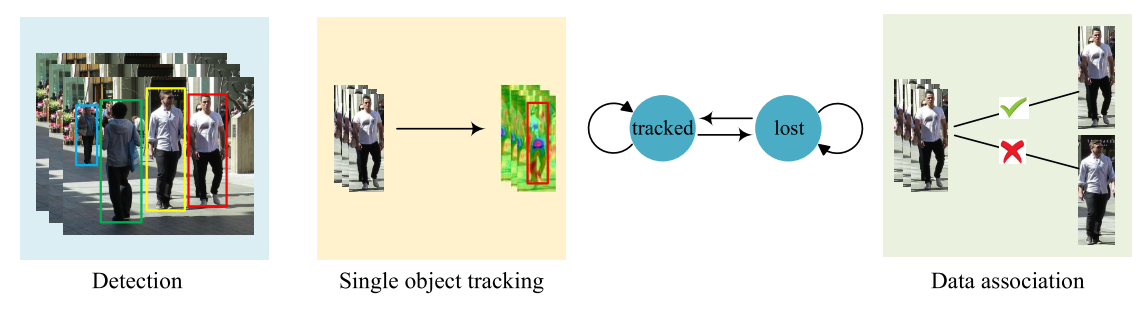 tracked
lost
Detection
Single object tracking
Data association